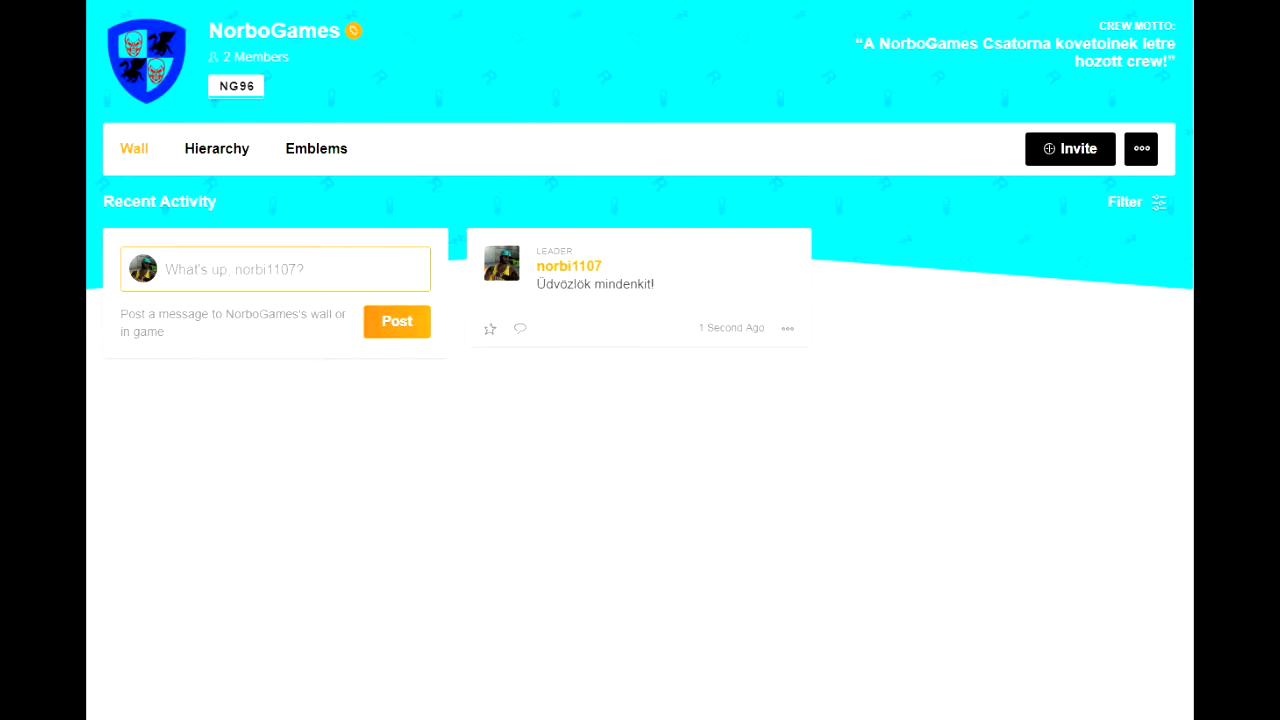 NorboGames
2 Members
NG96
CREW MOTTO:
“A NorboGames Csatorna kovetoinek letre
hozott crew!”
Wall
Hierarchy
Emblems
Invite
Recent Activity
Filter
What's up, norbi1107?
Post a message to NorboGames's wall or
in game
Post
LEADER
norbi1107
Üdvözlök mindenkit!
1 Second Ago